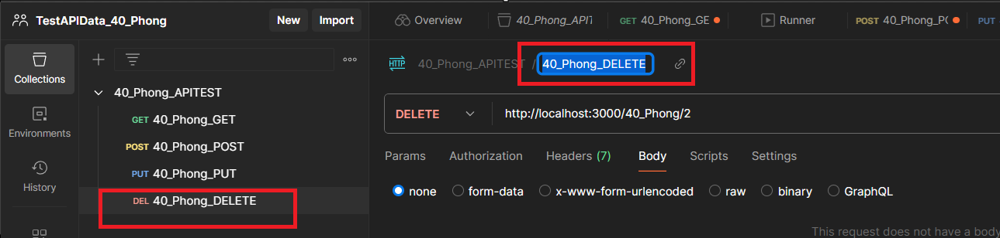 TestAPIData_40_Phong
New
Import
Overview
40_Phong_APIT
GET 40_Phong_GE
Runner
POST 40_Phong_PO
PUT
Collections
Environments
History
40_Phong_APITEST
GET 40_Phong_GET
POST 40_Phong_POST
PUT 40_Phong_PUT
DEL 40_Phong_DELETE
HTTP 40_Phong_APITEST / 40_Phong_DELETE
DELETE http://localhost:3000/40_Phong/2
Params Authorization Headers (7) Body Scripts Settings
none form-data x-www-form-urlencoded raw binary GraphQL
This request does not have a body